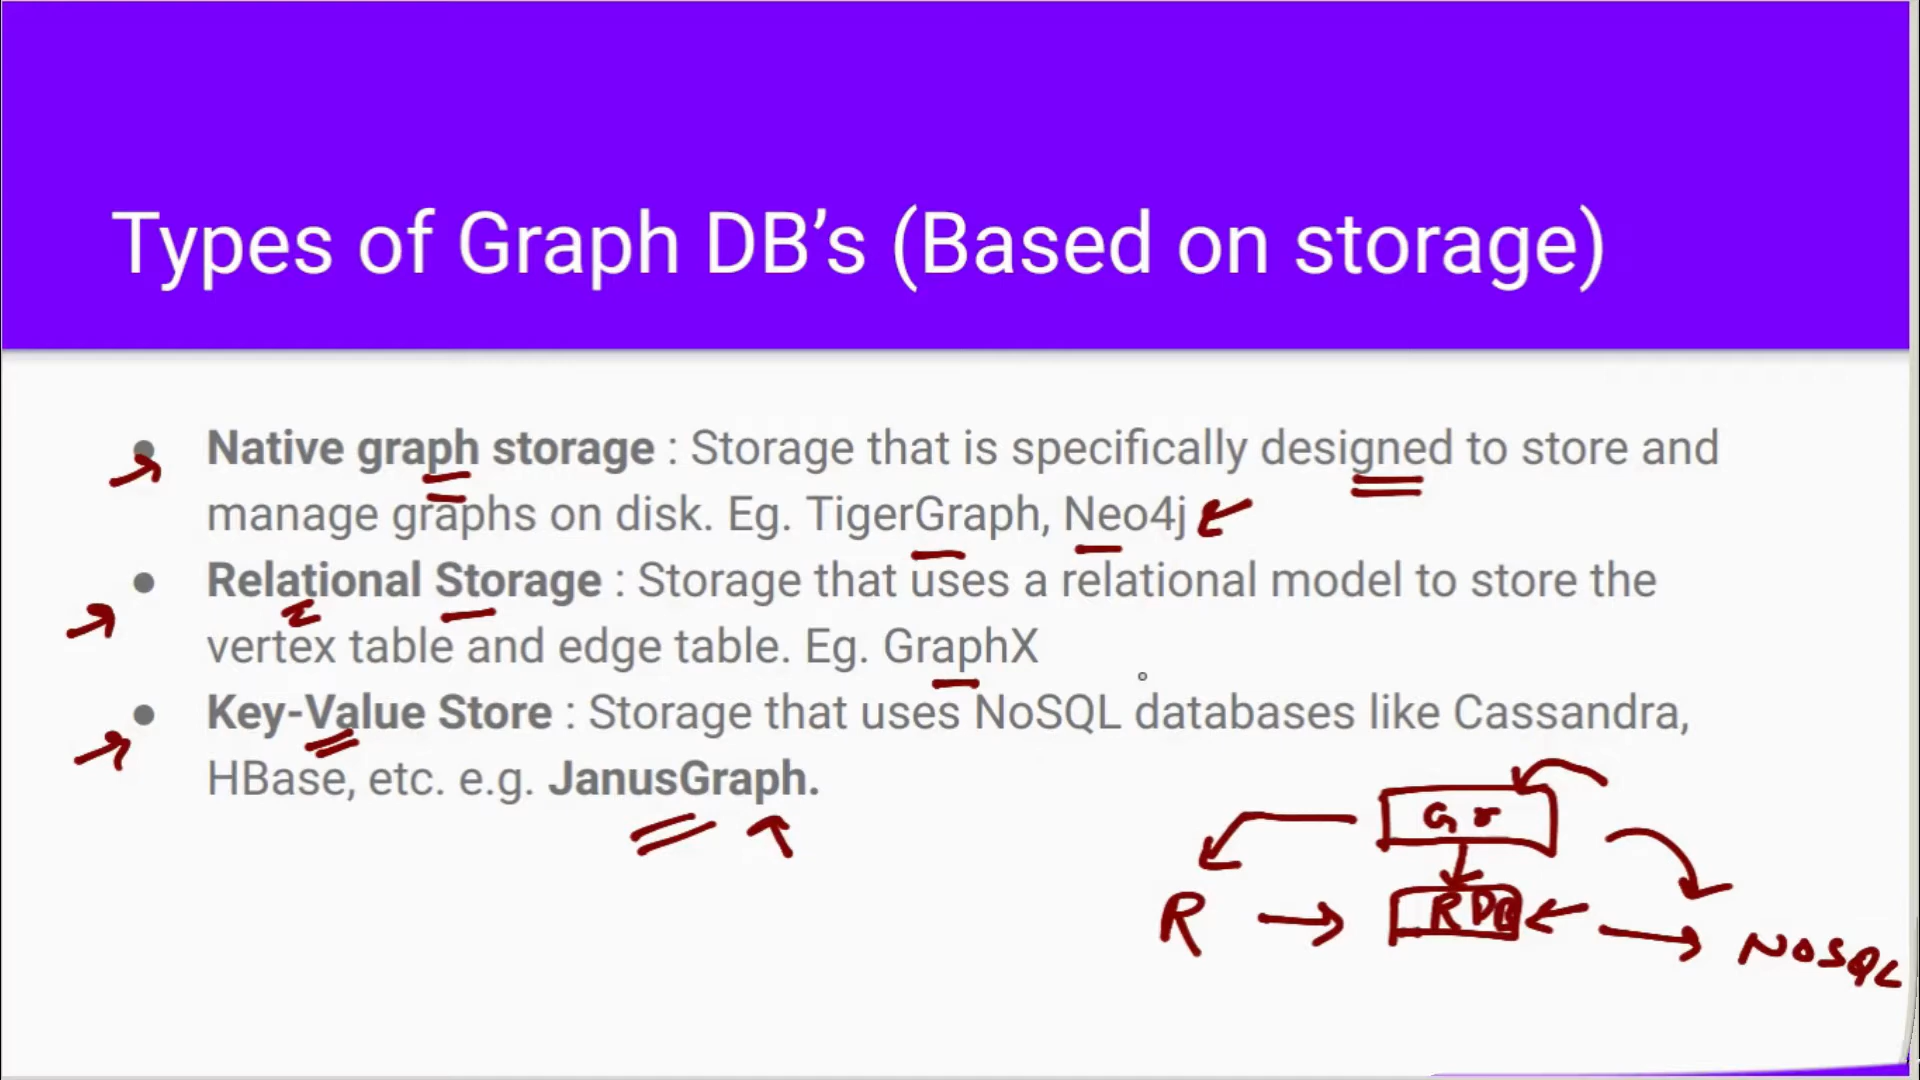 Types of Graph DB’s (Based on storage)
● Native graph storage : Storage that is specifically designed to store and
manage graphs on disk. Eg. TigerGraph, Neo4j
● Relational Storage : Storage that uses a relational model to store the
vertex table and edge table. Eg. GraphX
● Key-Value Store : Storage that uses NoSQL databases like Cassandra,
HBase, etc. e.g. JanusGraph.
Gr
R RDB NOSQL